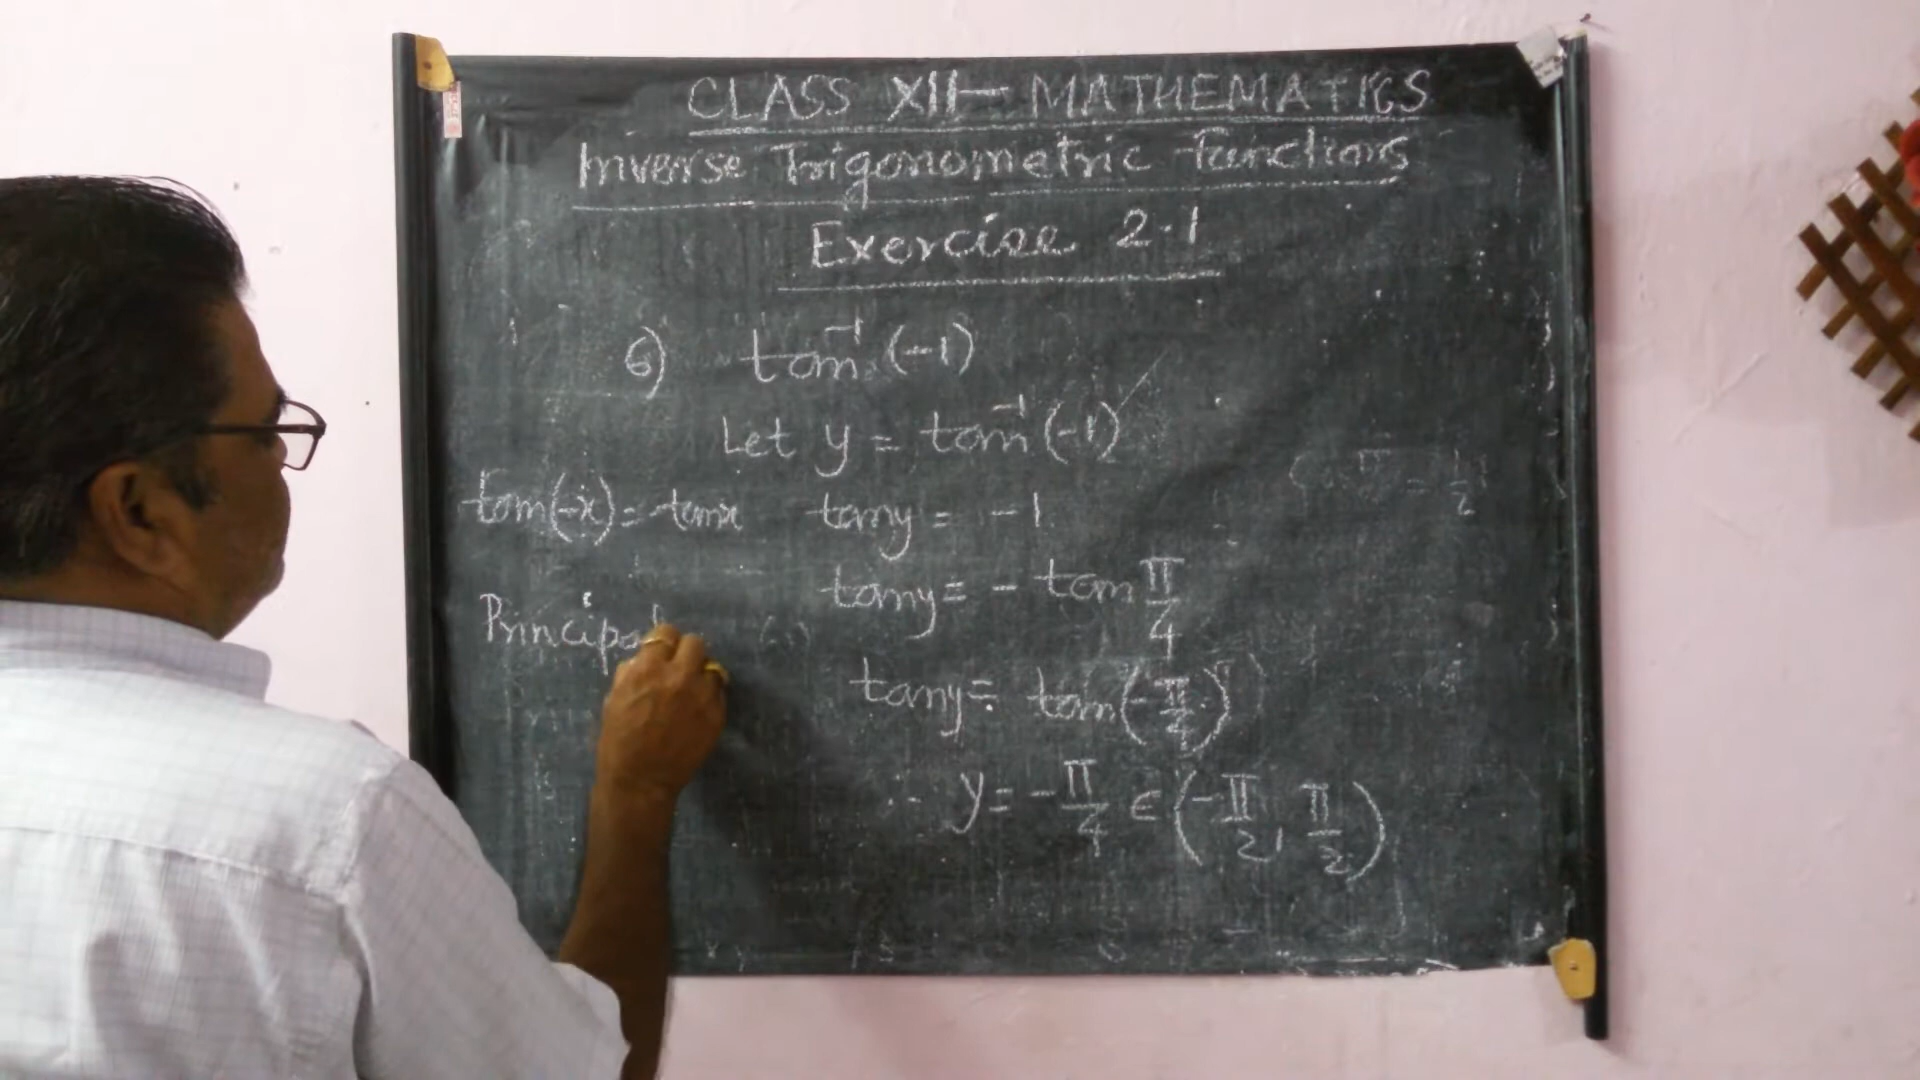 CLASS XII - MATHEMATICS
Inverse Trigonometric Functions
Exercise 2.1
6) tan⁻¹ (-1)
Let y = tan⁻¹ (-1)
tan(-x) = -tanx tany = -1
tany = - tan π/4
tany = tan(-π/4)
Principal
∴ y = -π/4 ∈ (-π/2, π/2)